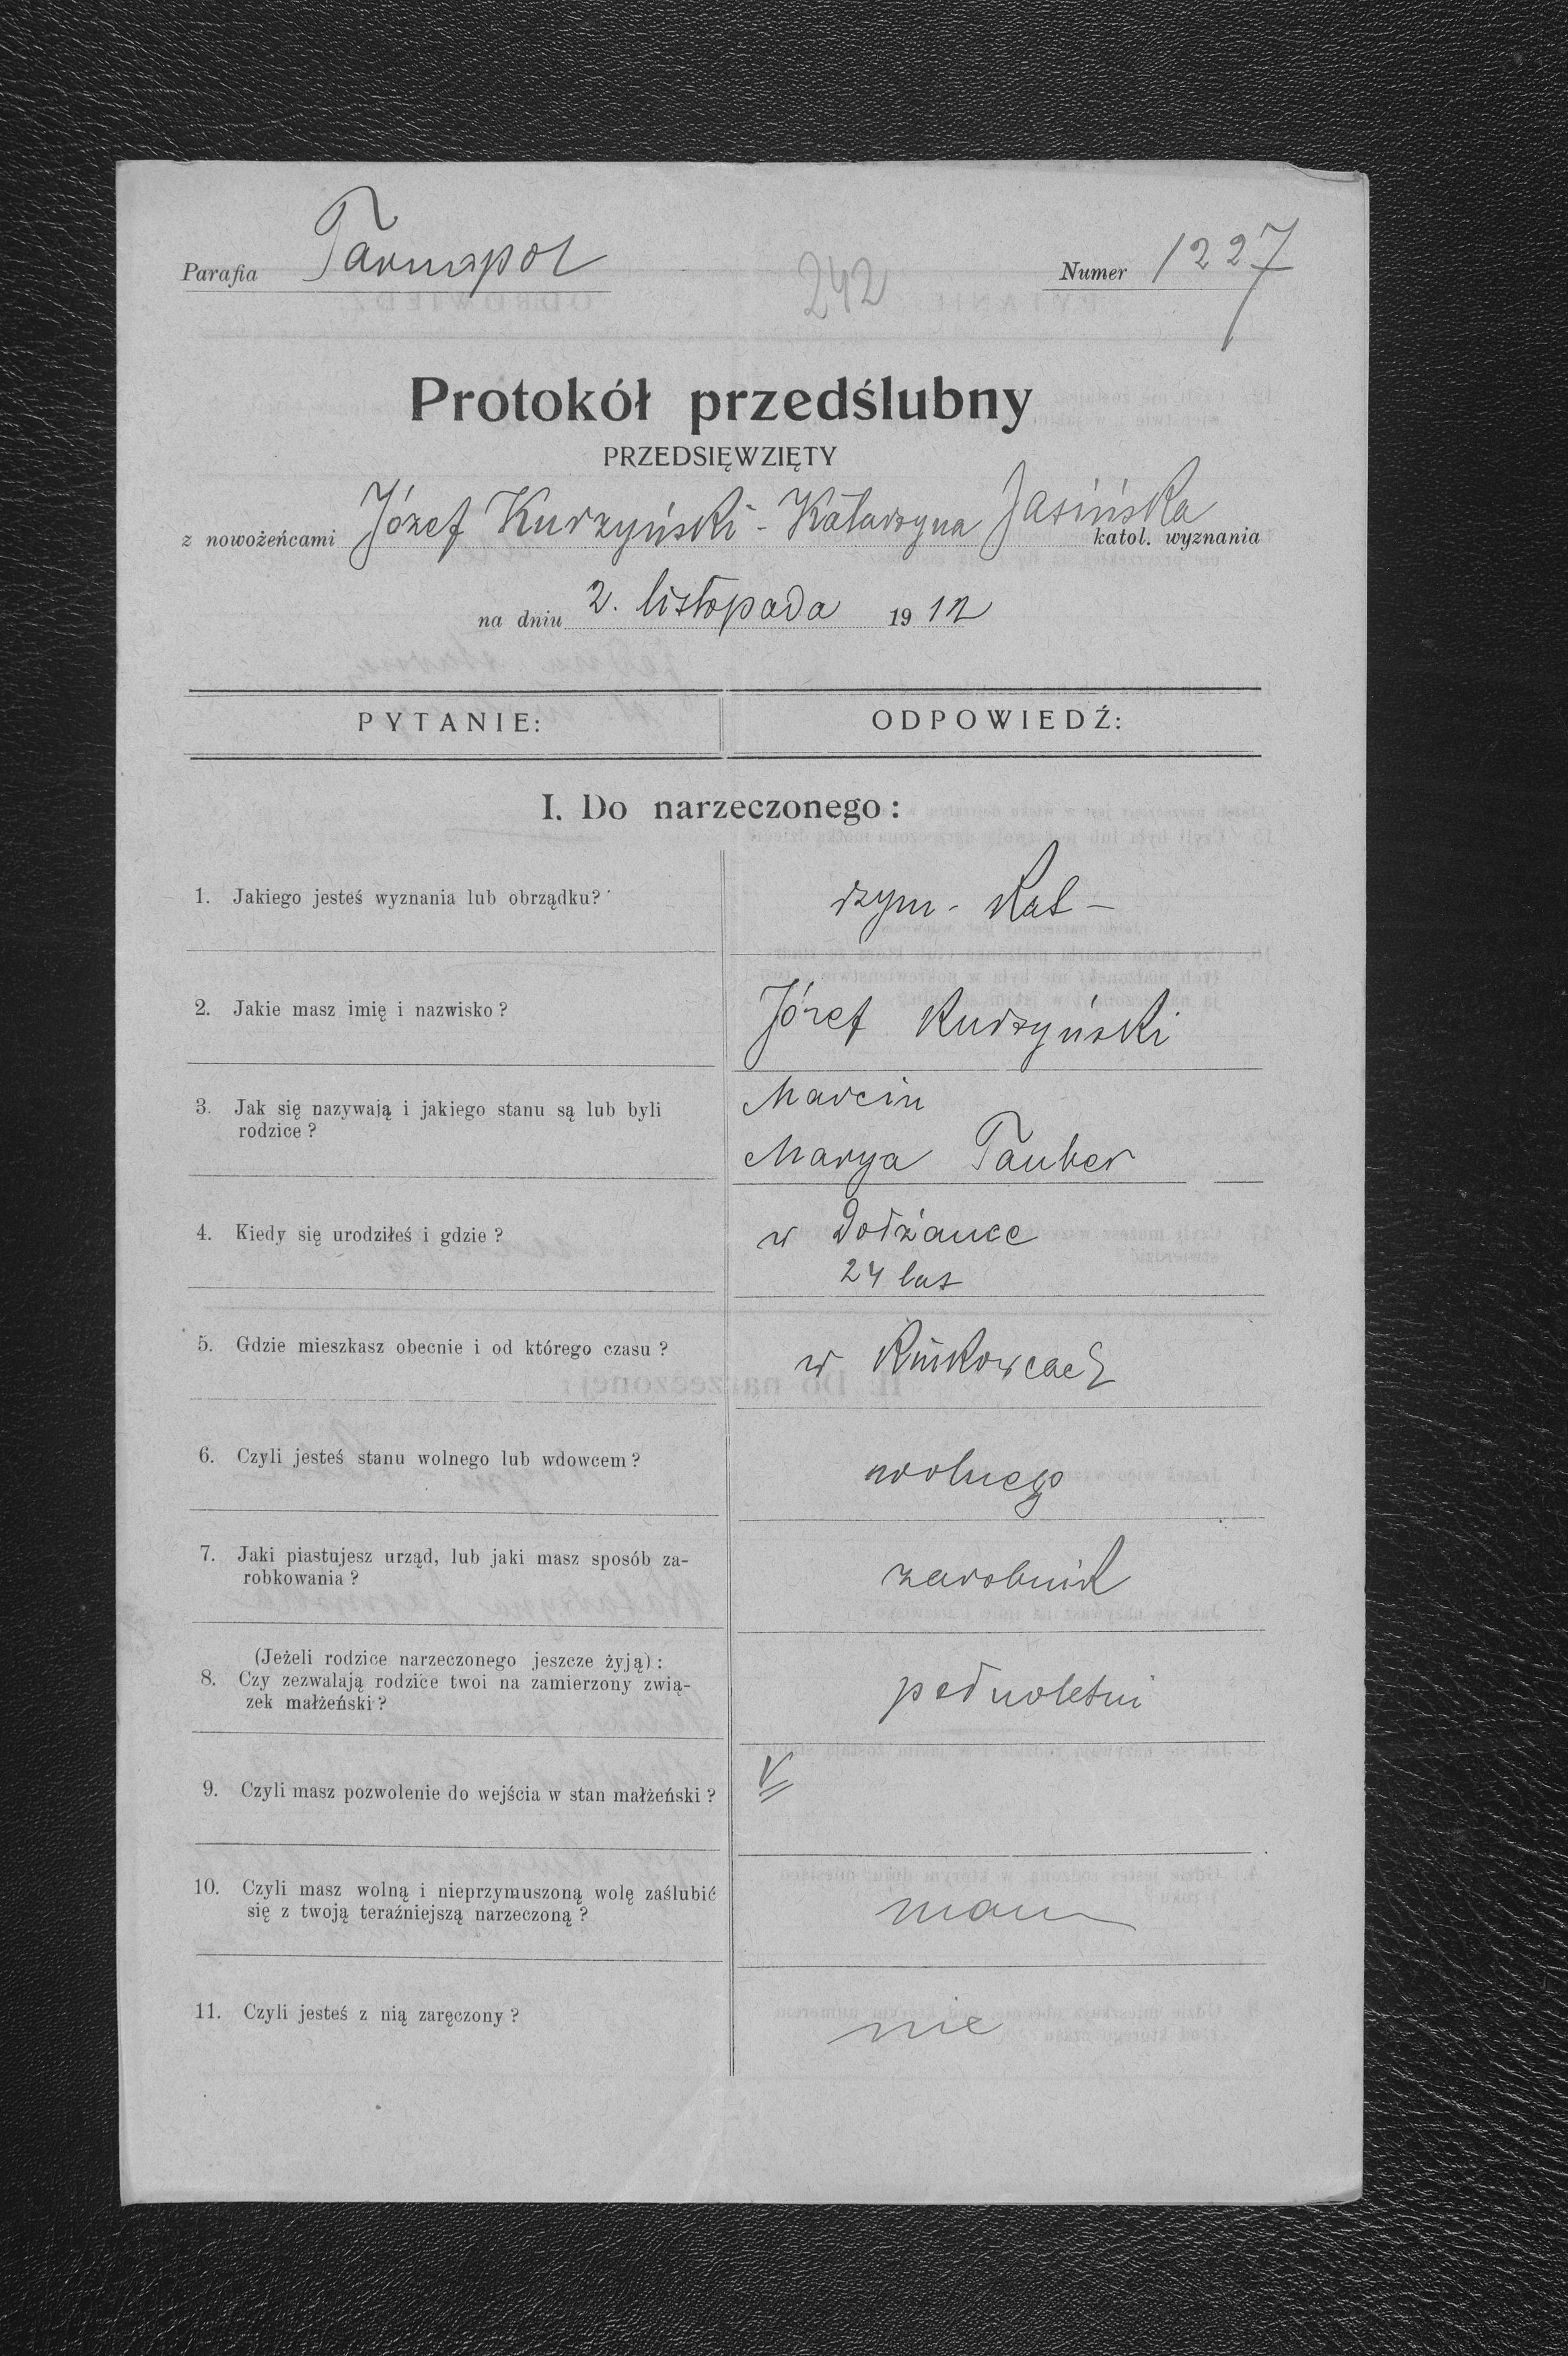 Parafia Tarnopol 242 Numer 1227
Protokół przedślubny
PRZEDSIĘWZIĘTY
z nowożeńcami Józef Kurzyński - Katarzyna Jasińska katol. wyznania
na dniu 2. listopada 1912
PYTANIE: ODPOWIEDŹ:
I. Do narzeczonego:
1. Jakiego jesteś wyznania lub obrządku? rzym - Kat -
2. Jakie masz imię i nazwisko? Józef Kurzyński
3. Jak się nazywają i jakiego stanu są lub byli Marcin
rodzice? Marya Tauber
4. Kiedy się urodziłeś i gdzie? w Dołżance
24 lat
5. Gdzie mieszkasz obecnie i od którego czasu? w
6. Czyli jesteś stanu wolnego lub wdowcem? wolnego
7. Jaki piastujesz urząd, lub jaki masz sposób za-
robkowania? zarobnik
(Jeżeli rodzice narzeczonego jeszcze żyją):
8. Czy zezwalają rodzice twoi na zamierzony zwią- pełnoletni
zek małżeński?
9. Czyli masz pozwolenie do wejścia w stan małżeński? V
10. Czyli masz wolną i nieprzymuszoną wolę zaślubić
się z twoją teraźniejszą narzeczoną? mam
11. Czyli jesteś z nią zaręczony? nie